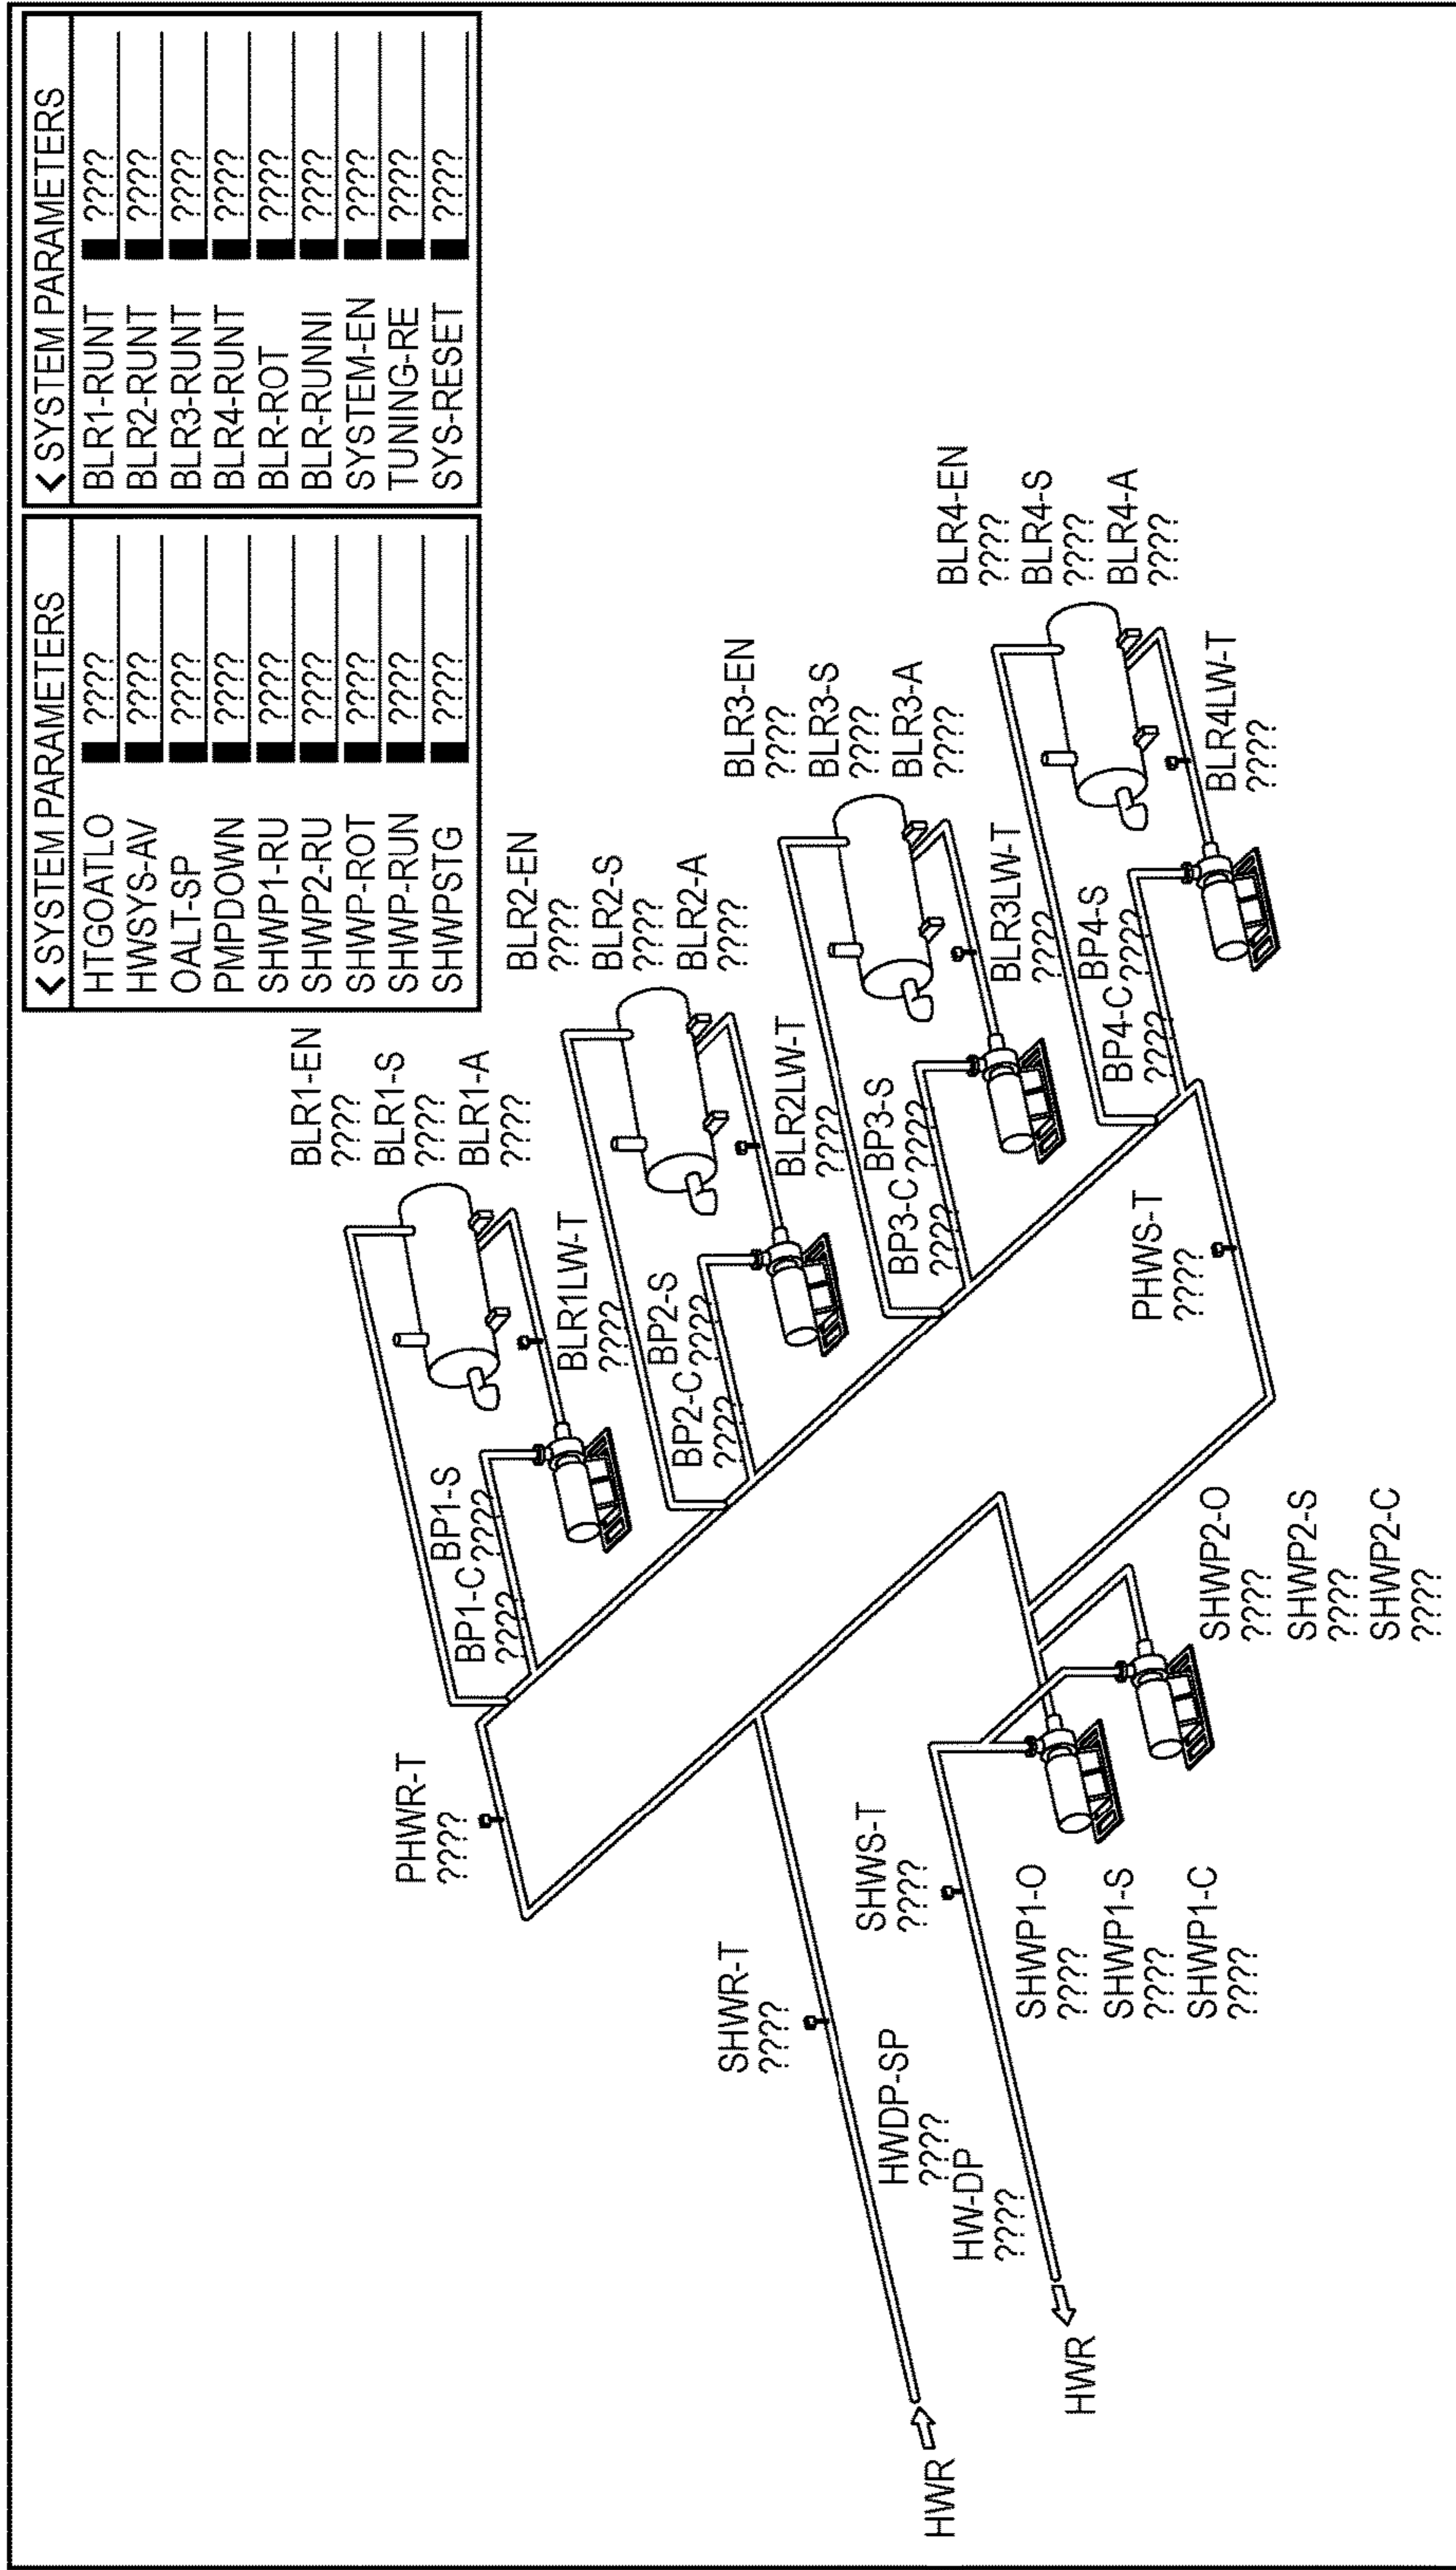 < SYSTEM PARAMETERS
HTGOATLO ????
HWSYS-AV ????
OALT-SP ????
PMPDOWN ????
SHWP1-RU ????
SHWP2-RU ????
SHWP-ROT ????
SHWP-RUN ????
SHWPSTG ????
< SYSTEM PARAMETERS
BLR1-RUNT ????
BLR2-RUNT ????
BLR3-RUNT ????
BLR4-RUNT ????
BLR-ROT ????
BLR-RUNNI ????
SYSTEM-EN ????
TUNING-RE ????
SYS-RESET ????
BLR1-EN
????
BLR1-S
????
BLR1-A
????
BLR2-EN
????
BLR2-S
????
BLR2-A
????
BLR3-EN
????
BLR3-S
????
BLR3-A
????
BLR4-EN
????
BLR4-S
????
BLR4-A
????
PHWR-T
????
BP1-S
????
BP1-C
????
BLR1LW-T
????
BP2-S
????
BP2-C
????
BLR2LW-T
????
BP3-S
????
BP3-C
????
BLR3LW-T
????
BP4-S
????
BP4-C
????
BLR4LW-T
????
PHWS-T
????
SHWR-T
????
SHWS-T
????
HWDP-SP
????
HW-DP
????
SHWP1-O
????
SHWP1-S
????
SHWP1-C
????
SHWP2-O
????
SHWP2-S
????
SHWP2-C
????
HWR
HWR